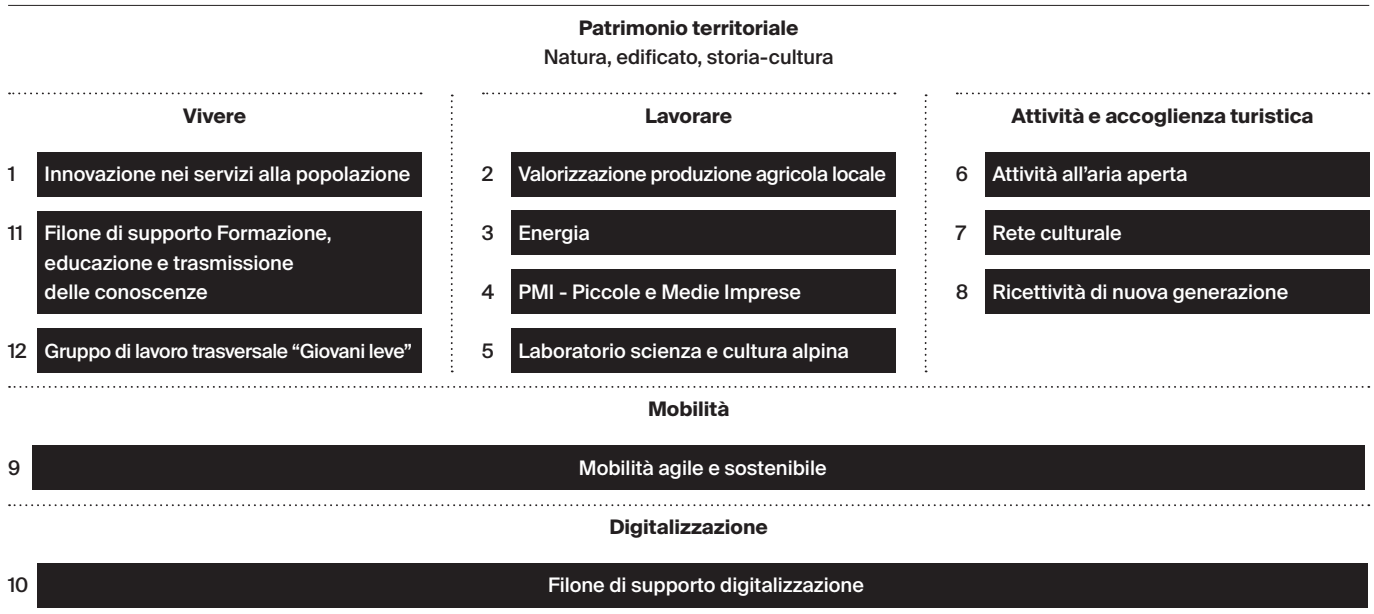 Patrimonio territoriale
Natura, edificato, storia-cultura
Vivere
1 Innovazione nei servizi alla popolazione
11 Filone di supporto Formazione,
educazione e trasmissione
delle conoscenze
12 Gruppo di lavoro trasversale “Giovani leve”
Lavorare
2 Valorizzazione produzione agricola locale
3 Energia
4 PMI - Piccole e Medie Imprese
5 Laboratorio scienza e cultura alpina
Attività e accoglienza turistica
6 Attività all’aria aperta
7 Rete culturale
8 Ricettività di nuova generazione
Mobilità
9 Mobilità agile e sostenibile
Digitalizzazione
10 Filone di supporto digitalizzazione